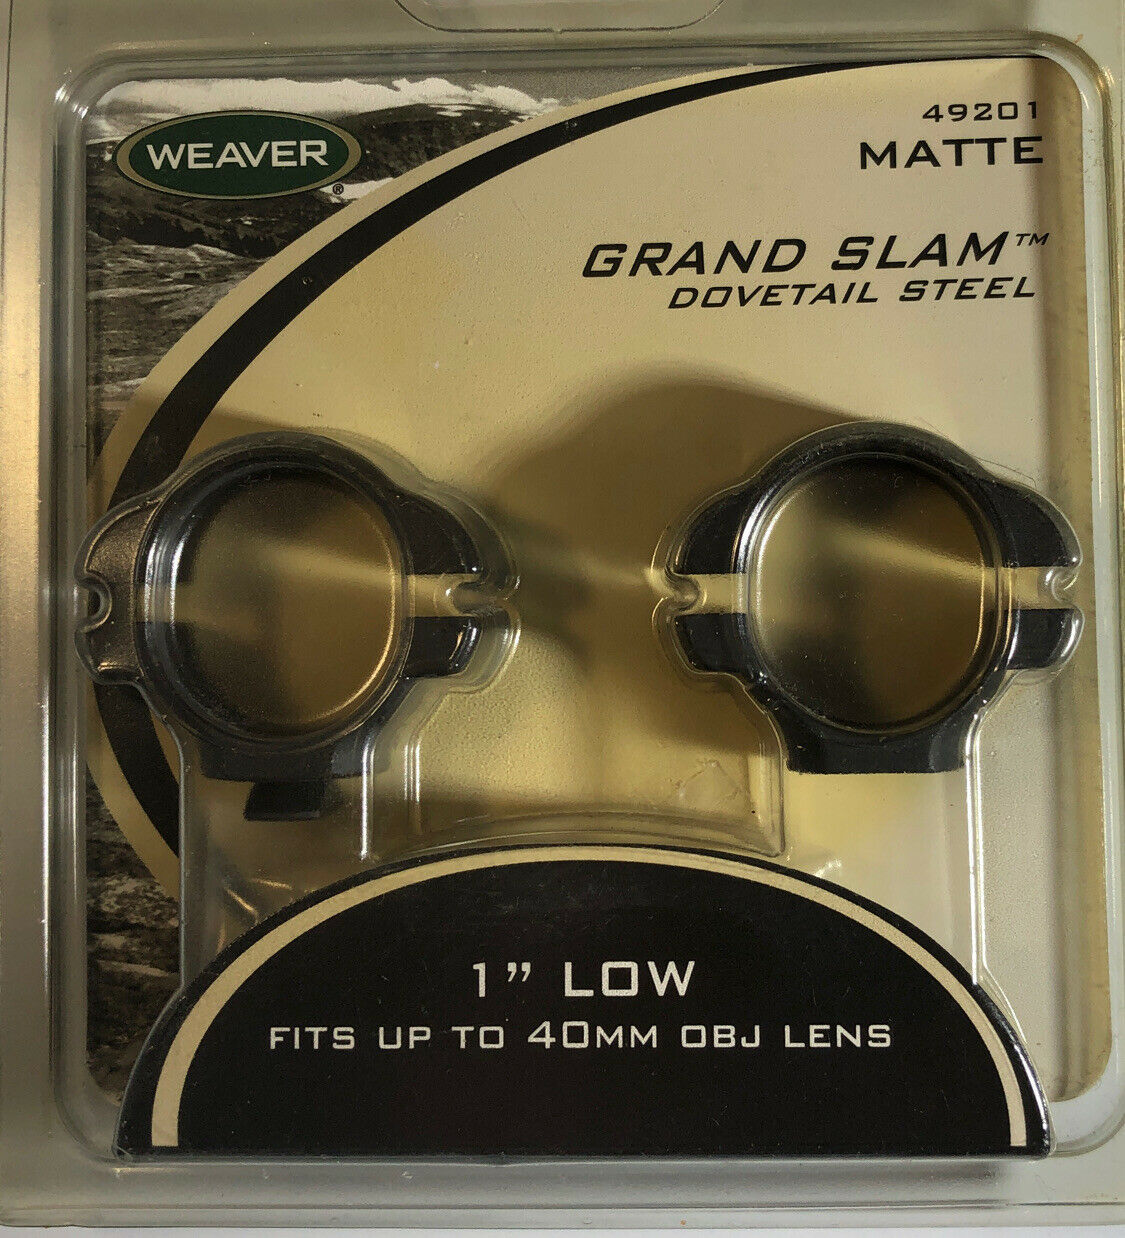 WEAVER®
49201
MATTE
GRAND SLAM™
DOVETAIL STEEL
1” LOW
FITS UP TO 40MM OBJ LENS